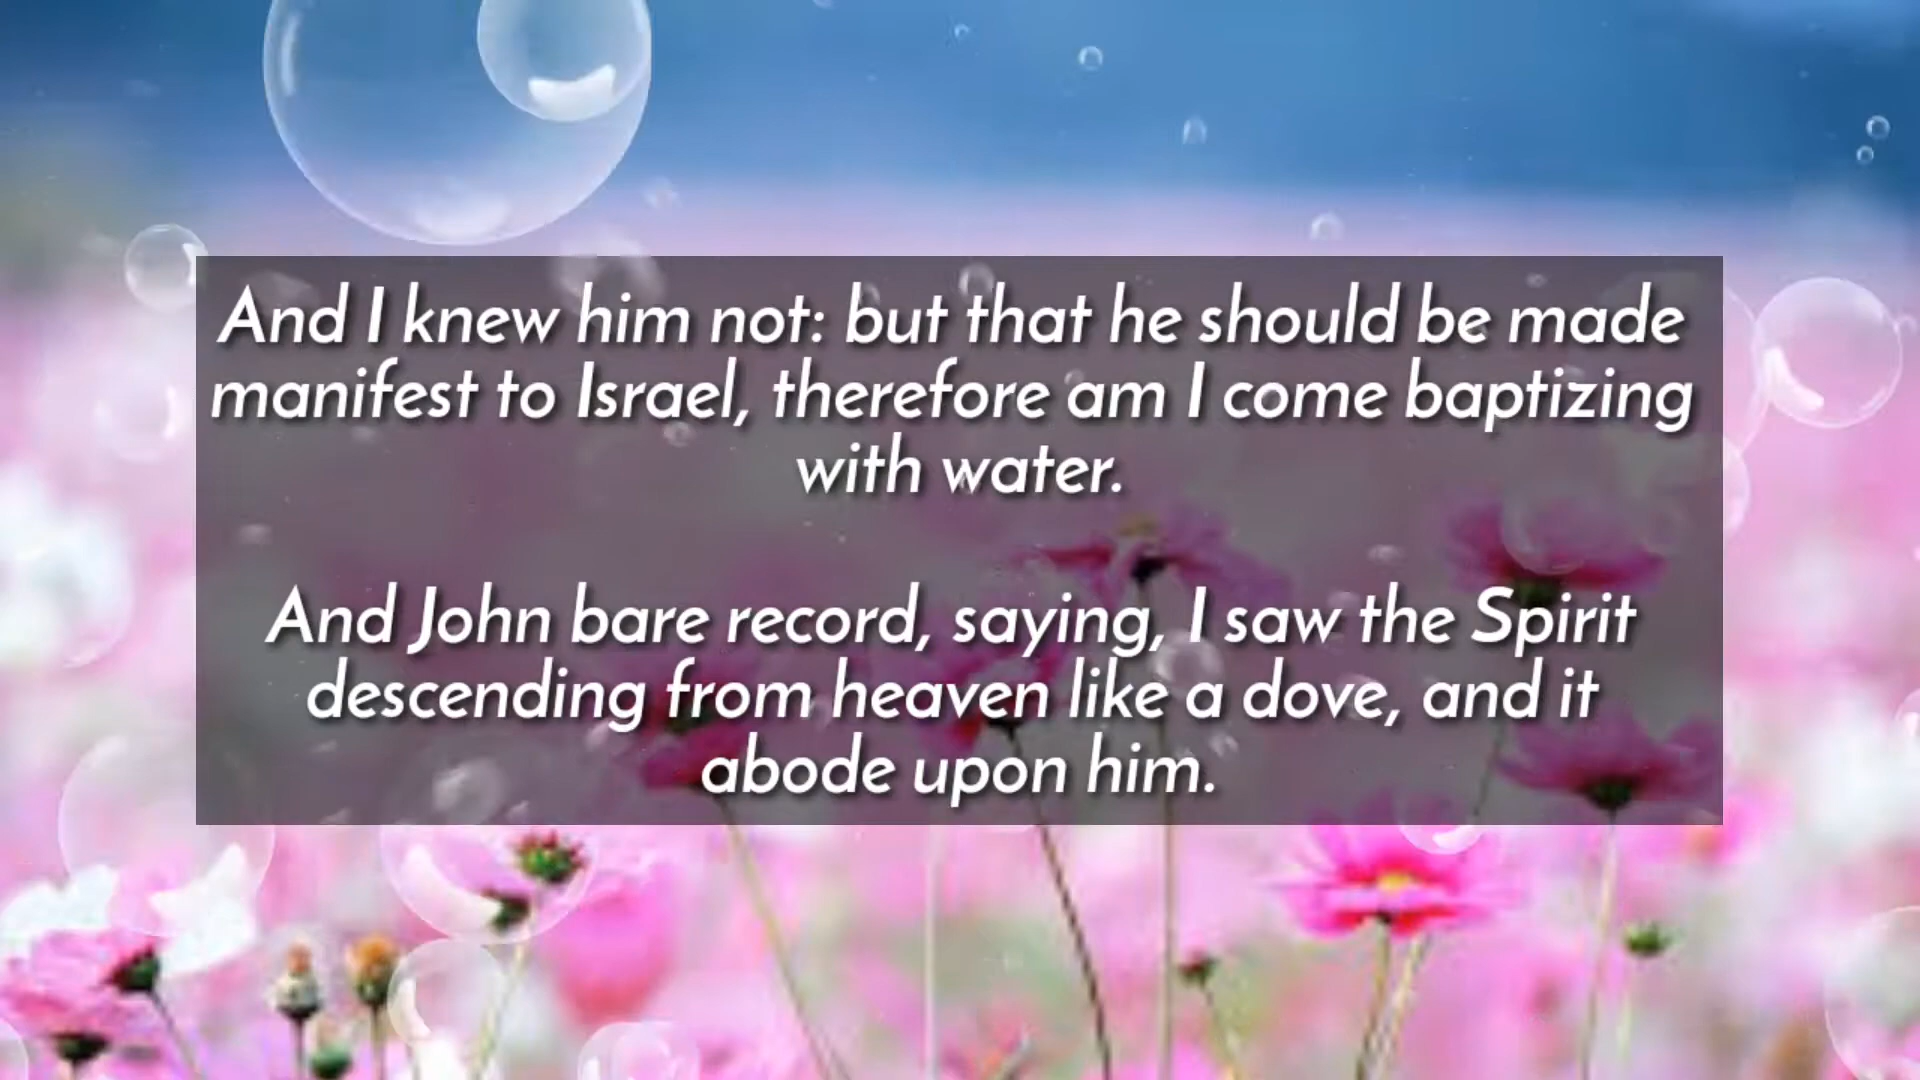 And I knew him not: but that he should be made
manifest to Israel, therefore am I come baptizing
with water.
And John bare record, saying, I saw the Spirit
descending from heaven like a dove, and it
abode upon him.